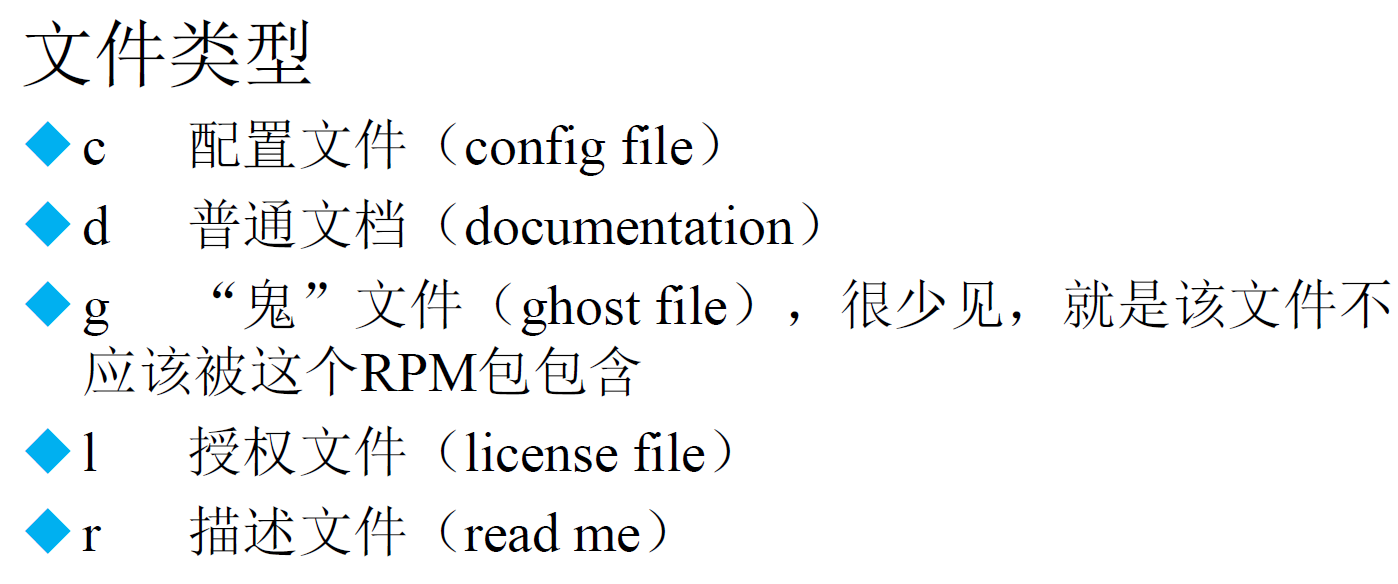 文件类型
◆ c 配置文件（config file）
◆ d 普通文档（documentation）
◆ g “鬼”文件（ghost file），很少见，就是该文件不
应该被这个RPM包包含
◆ l 授权文件（license file）
◆ r 描述文件（read me）